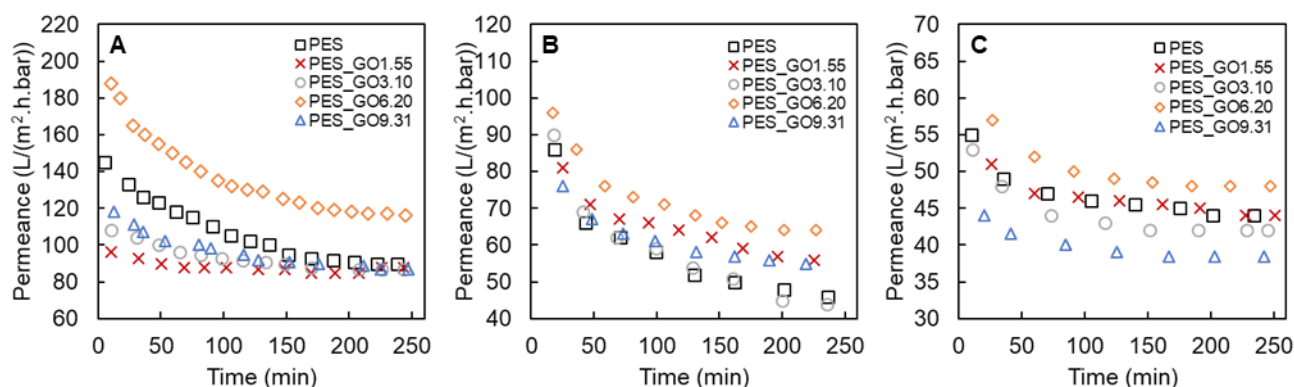 A
Permeance (L/(m².h.bar))
220
200
180
160
140
120
100
80
60
0 50 100 150 200 250
Time (min)
PES
PES_GO1.55
PES_GO3.10
PES_GO6.20
PES_GO9.31
B
Permeance (L/(m².h.bar))
120
110
100
90
80
70
60
50
40
0 50 100 150 200 250
Time (min)
PES
PES_GO1.55
PES_GO3.10
PES_GO6.20
PES_GO9.31
C
Permeance (L/(m².h.bar))
70
65
60
55
50
45
40
35
30
0 50 100 150 200 250
Time (min)
PES
PES_GO1.55
PES_GO3.10
PES_GO6.20
PES_GO9.31